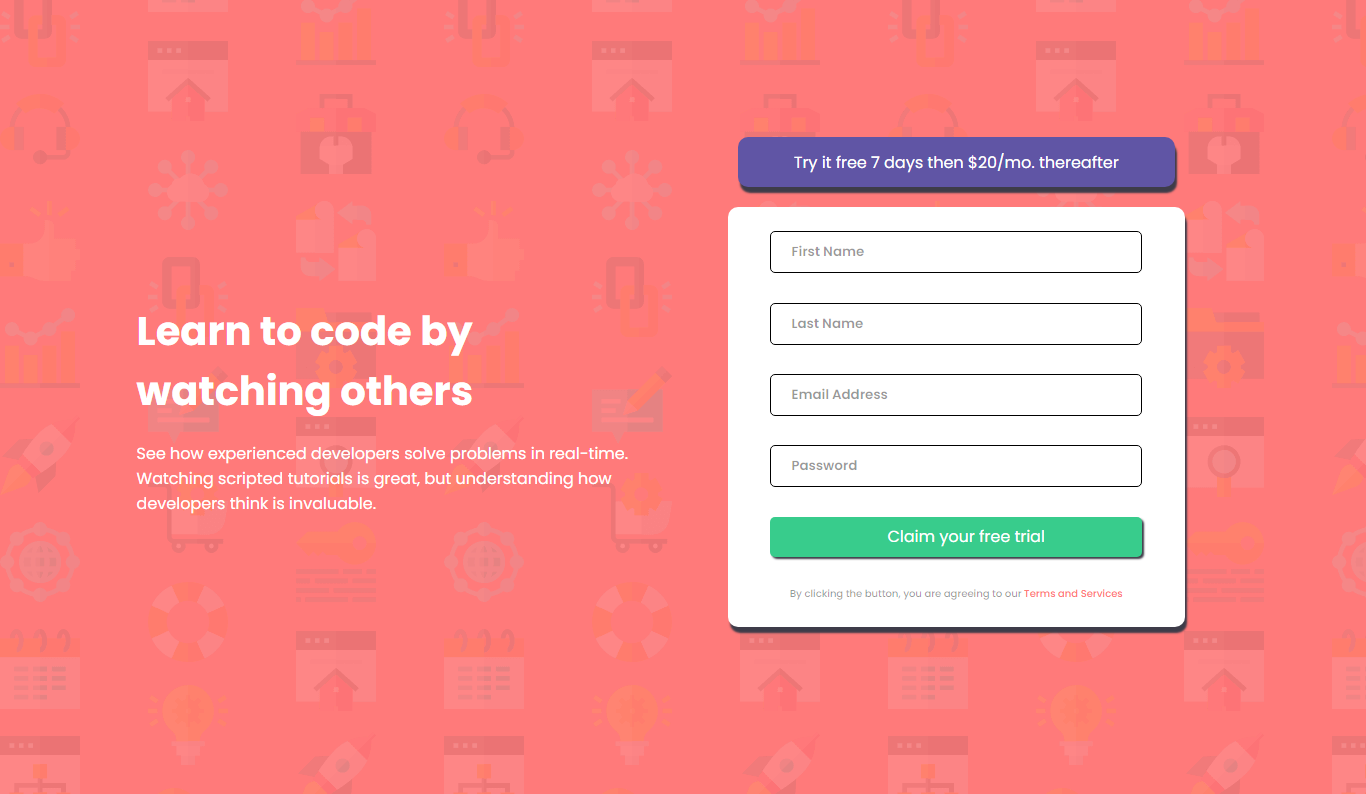 Learn to code by
watching others
See how experienced developers solve problems in real-time.
Watching scripted tutorials is great, but understanding how
developers think is invaluable.
Try it free 7 days then $20/mo. thereafter
First Name
Last Name
Email Address
Password
Claim your free trial
By clicking the button, you are agreeing to our Terms and Services